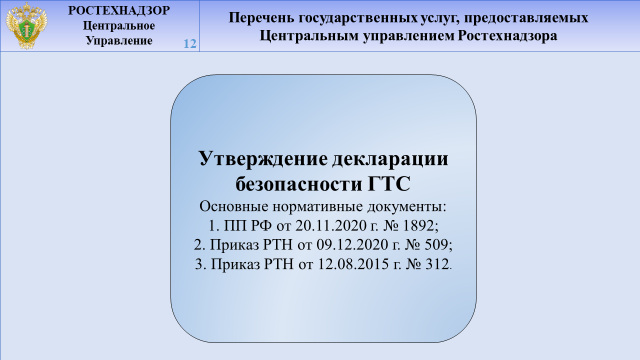 РОСТЕХНАДЗОР
Центральное
Управление
12
Перечень государственных услуг, предоставляемых
Центральным управлением Ростехнадзора
Утверждение декларации
безопасности ГТС
Основные нормативные документы:
1. ПП РФ от 20.11.2020 г. № 1892;
2. Приказ РТН от 09.12.2020 г. № 509;
3. Приказ РТН от 12.08.2015 г. № 312.